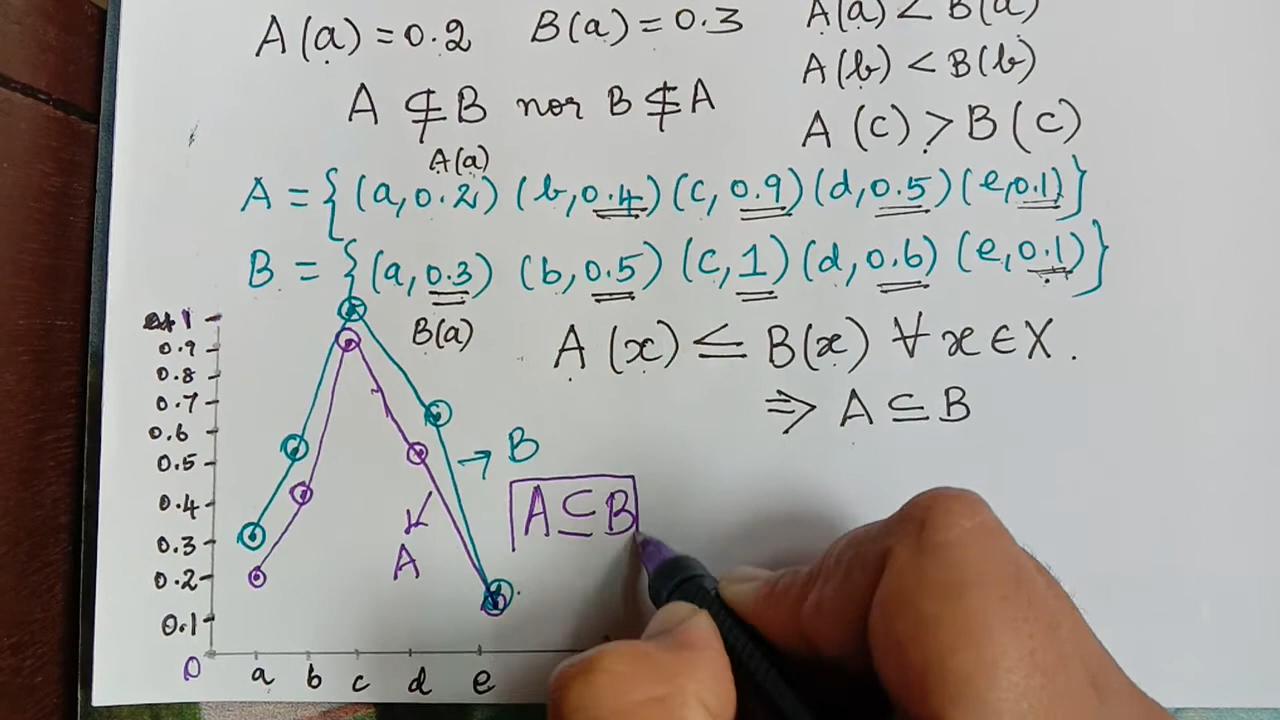 A(a) = 0.2 B(a) = 0.3 A(a) < B(a)
A(b) < B(b)
A ⊈ B nor B ⊈ A
A(c) > B(c)
A(a)
A = {(a, 0.2) (b, 0.4) (c, 0.9) (d, 0.5) (e, 0.1)}
B = {(a, 0.3) (b, 0.5) (c, 1) (d, 0.6) (e, 0.1)}
B(a)
A(x) ≤ B(x) ∀ x ∈ X.
⇒ A ⊆ B
1
0.9
0.8
0.7
0.6
0.5
0.4
0.3
0.2
0.1
0
→ B
A
A ⊆ B
a b c d e